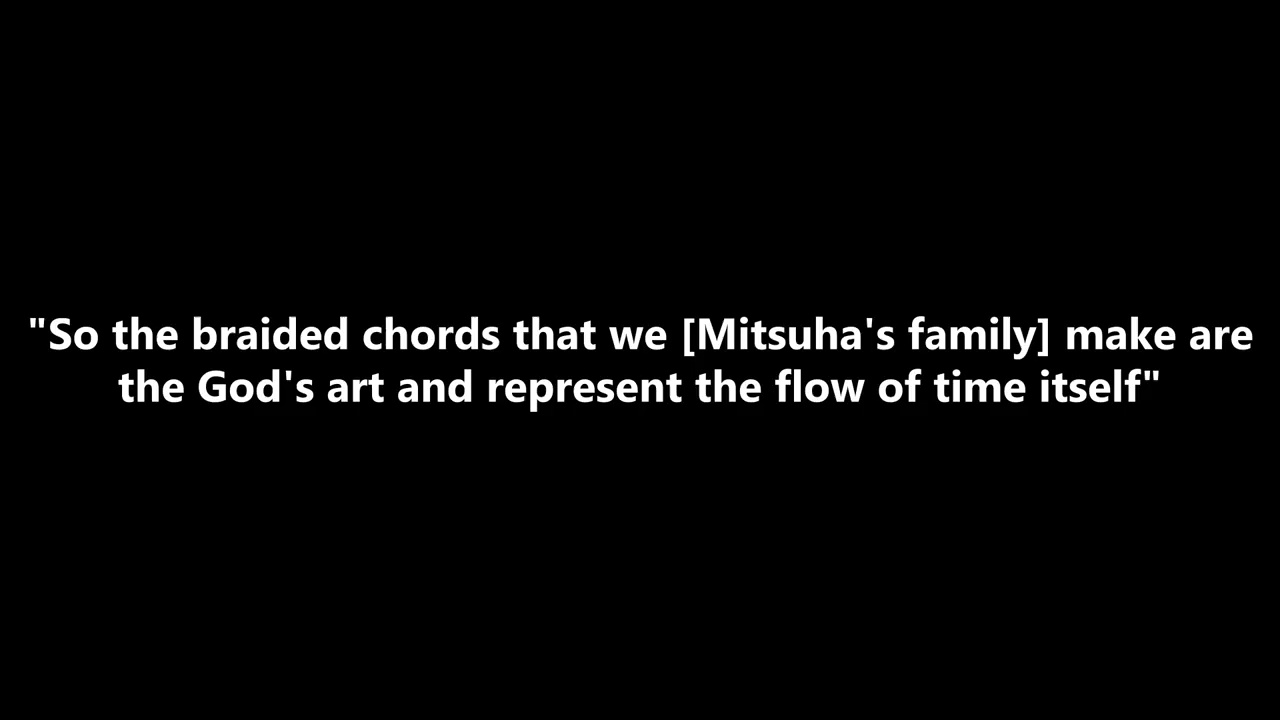 "So the braided chords that we [Mitsuha's family] make are
the God's art and represent the flow of time itself"